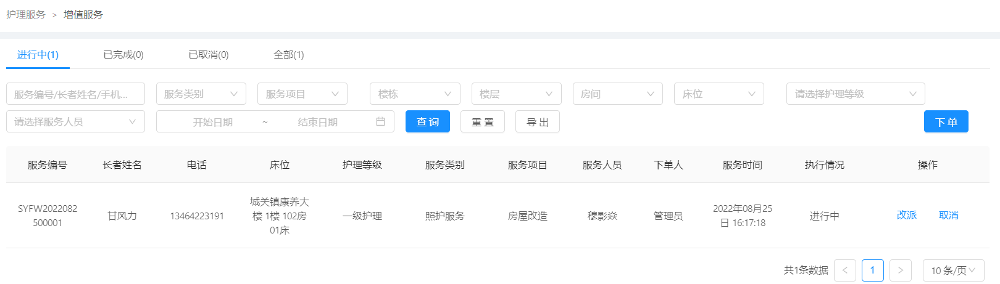 护理服务 > 增值服务
进行中(1) 已完成(0) 已取消(0) 全部(1)
服务编号/长者姓名/手机... 服务类别 服务项目 楼栋 楼层 房间 床位 请选择护理等级
请选择服务人员 开始日期 ~ 结束日期 查询 重置 导出 下单
服务编号 长者姓名 电话 床位 护理等级 服务类别 服务项目 服务人员 下单人 服务时间 执行情况 操作
SYFW2022082
500001
甘风力
13464223191
城关镇康养大
楼 1楼 102房
01床
一级护理
照护服务
房屋改造
穆影焱
管理员
2022年08月25
日 16:17:18
进行中
改派 取消
共1条数据 < 1 > 10 条/页